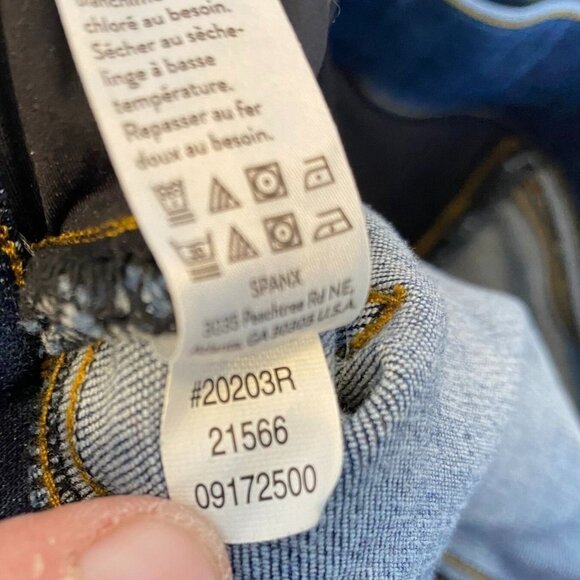 chloré au besoin.
Sécher au sèche-
linge à basse
température.
Repasser au fer
doux au besoin.
SPANX
3035 Peachtree Rd NE,
Atlanta, GA 30305 U.S.A.
#20203R
21566
09172500